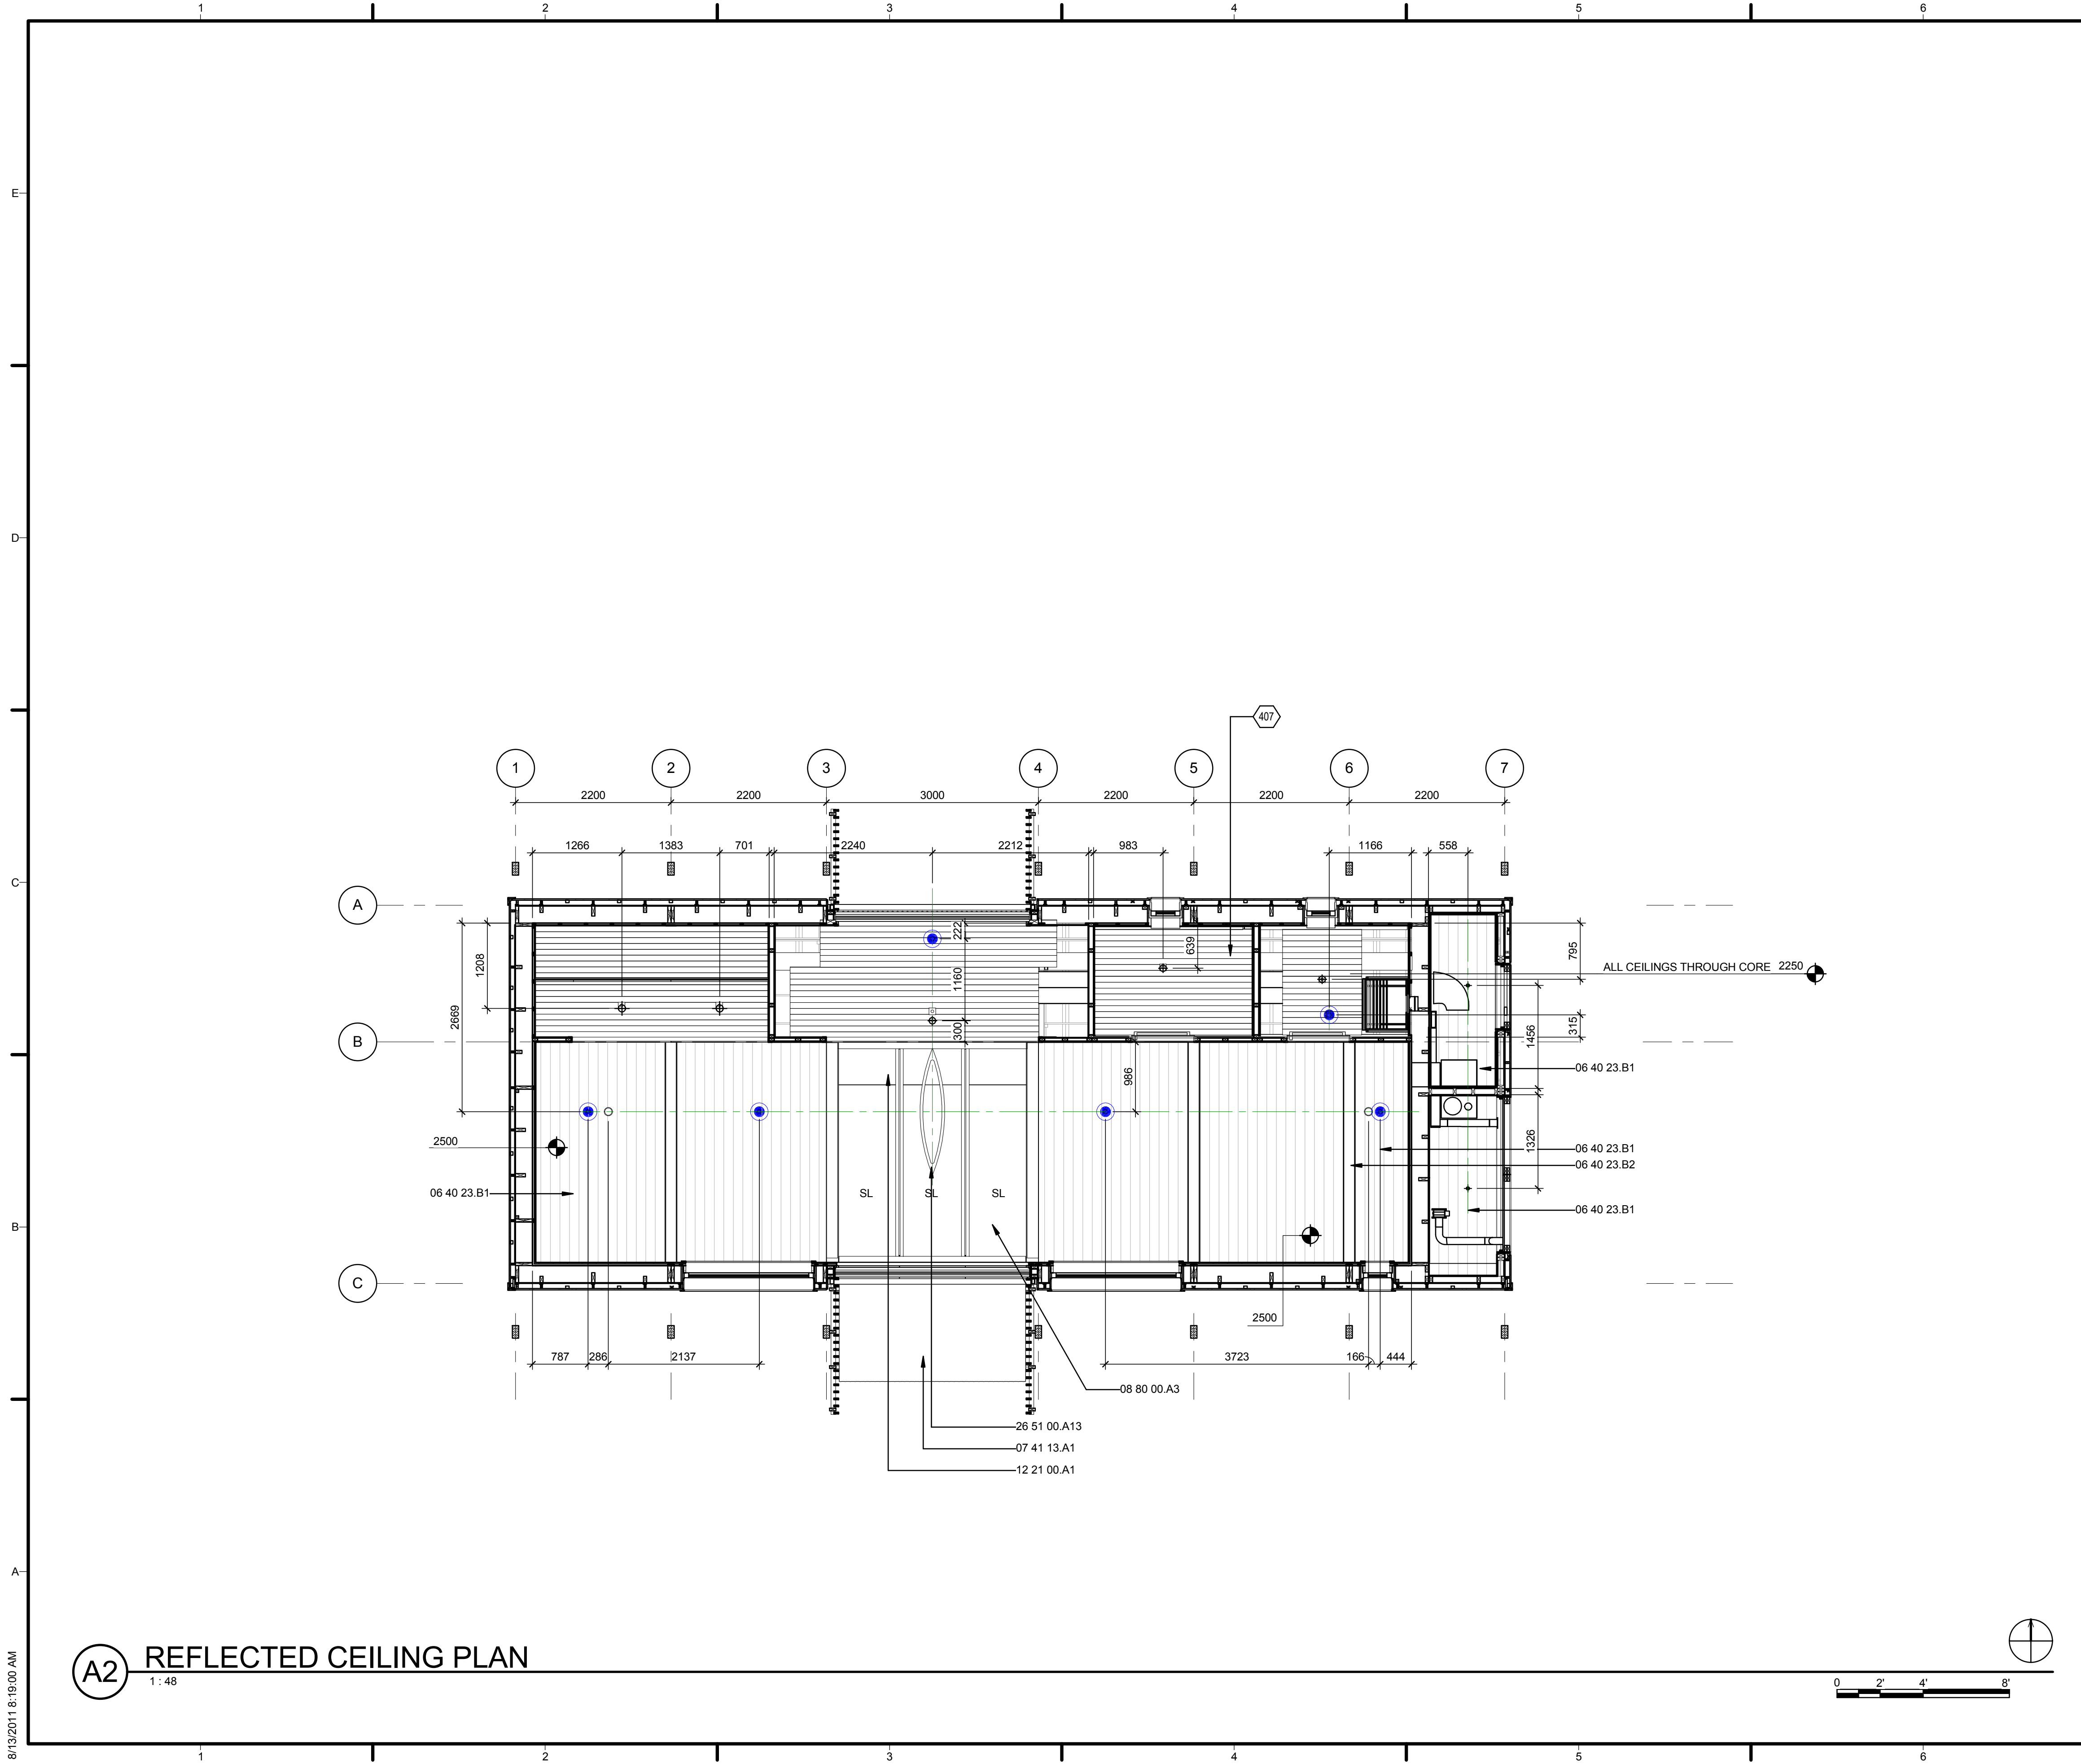 1 2 3 4 5 6
E
D
C
B
A
407
1 2 3 4 5 6 7
2200 2200 3000 2200 2200 2200
1266 1383 701 2240 2212 983 1166 558
A
B
C
2669
1208
222
1160
300
639
986
795
315
1456
1326
ALL CEILINGS THROUGH CORE 2250
06 40 23.B1
2500
06 40 23.B1
06 40 23.B2
06 40 23.B1
SL SL SL
06 40 23.B1
2500
787 286 2137 3723 166 444
08 80 00.A3
26 51 00.A13
07 41 13.A1
12 21 00.A1
A2
REFLECTED CEILING PLAN
1 : 48
0 2' 4' 8'
8/13/2011 8:19:00 AM
1 2 3 4 5 6